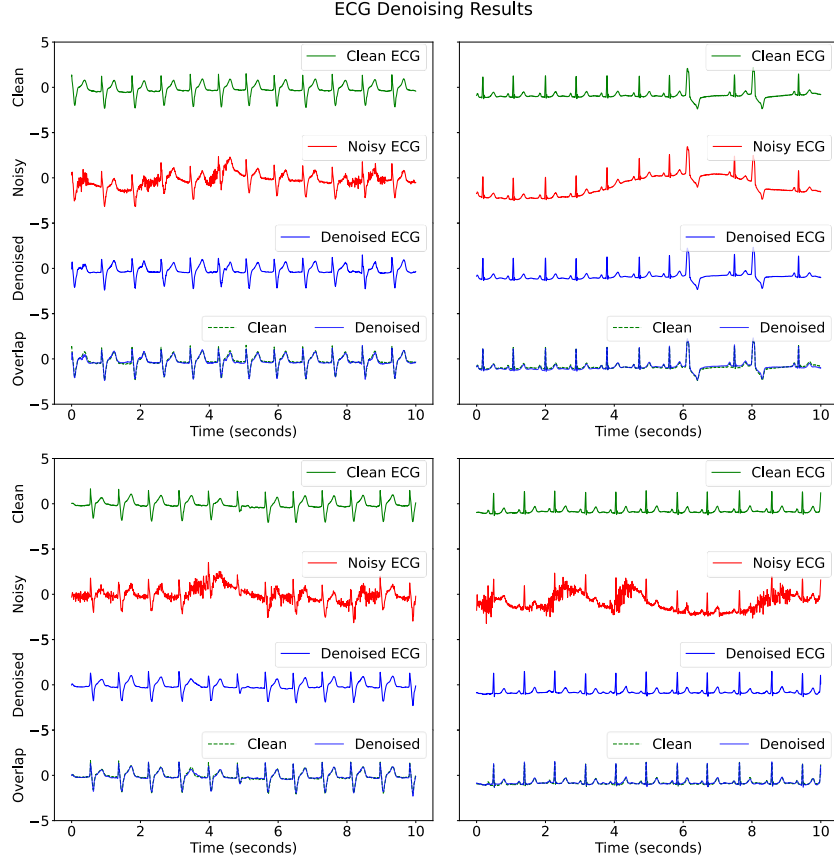 ECG Denoising Results
5
0
−5
Clean
Clean ECG
Clean ECG
0
−5
Noisy
Noisy ECG
Noisy ECG
0
−5
Denoised
Denoised ECG
Denoised ECG
0
−5
Overlap
Clean Denoised
Clean Denoised
0 2 4 6 8 10
0 2 4 6 8 10
Time (seconds)
Time (seconds)
5
0
−5
Clean
Clean ECG
Clean ECG
0
−5
Noisy
Noisy ECG
Noisy ECG
0
−5
Denoised
Denoised ECG
Denoised ECG
0
−5
Overlap
Clean Denoised
Clean Denoised
0 2 4 6 8 10
0 2 4 6 8 10
Time (seconds)
Time (seconds)